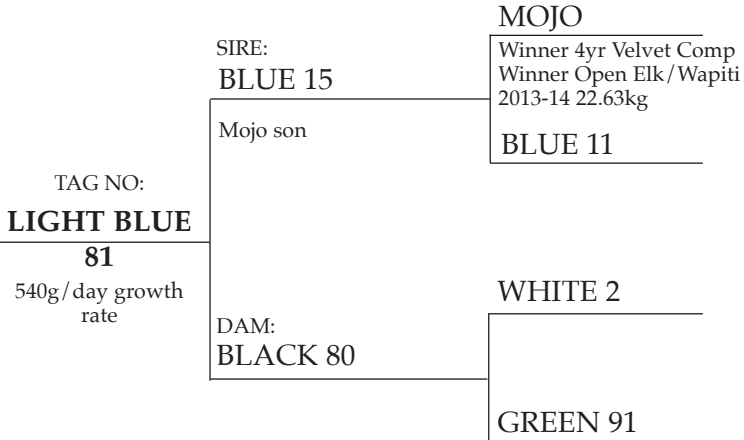 MOJO
SIRE:
Winner 4yr Velvet Comp
BLUE 15
Winner Open Elk/Wapiti
2013-14 22.63kg
Mojo son
BLUE 11
TAG NO:
LIGHT BLUE
81
540g/day growth
rate
WHITE 2
DAM:
BLACK 80
GREEN 91